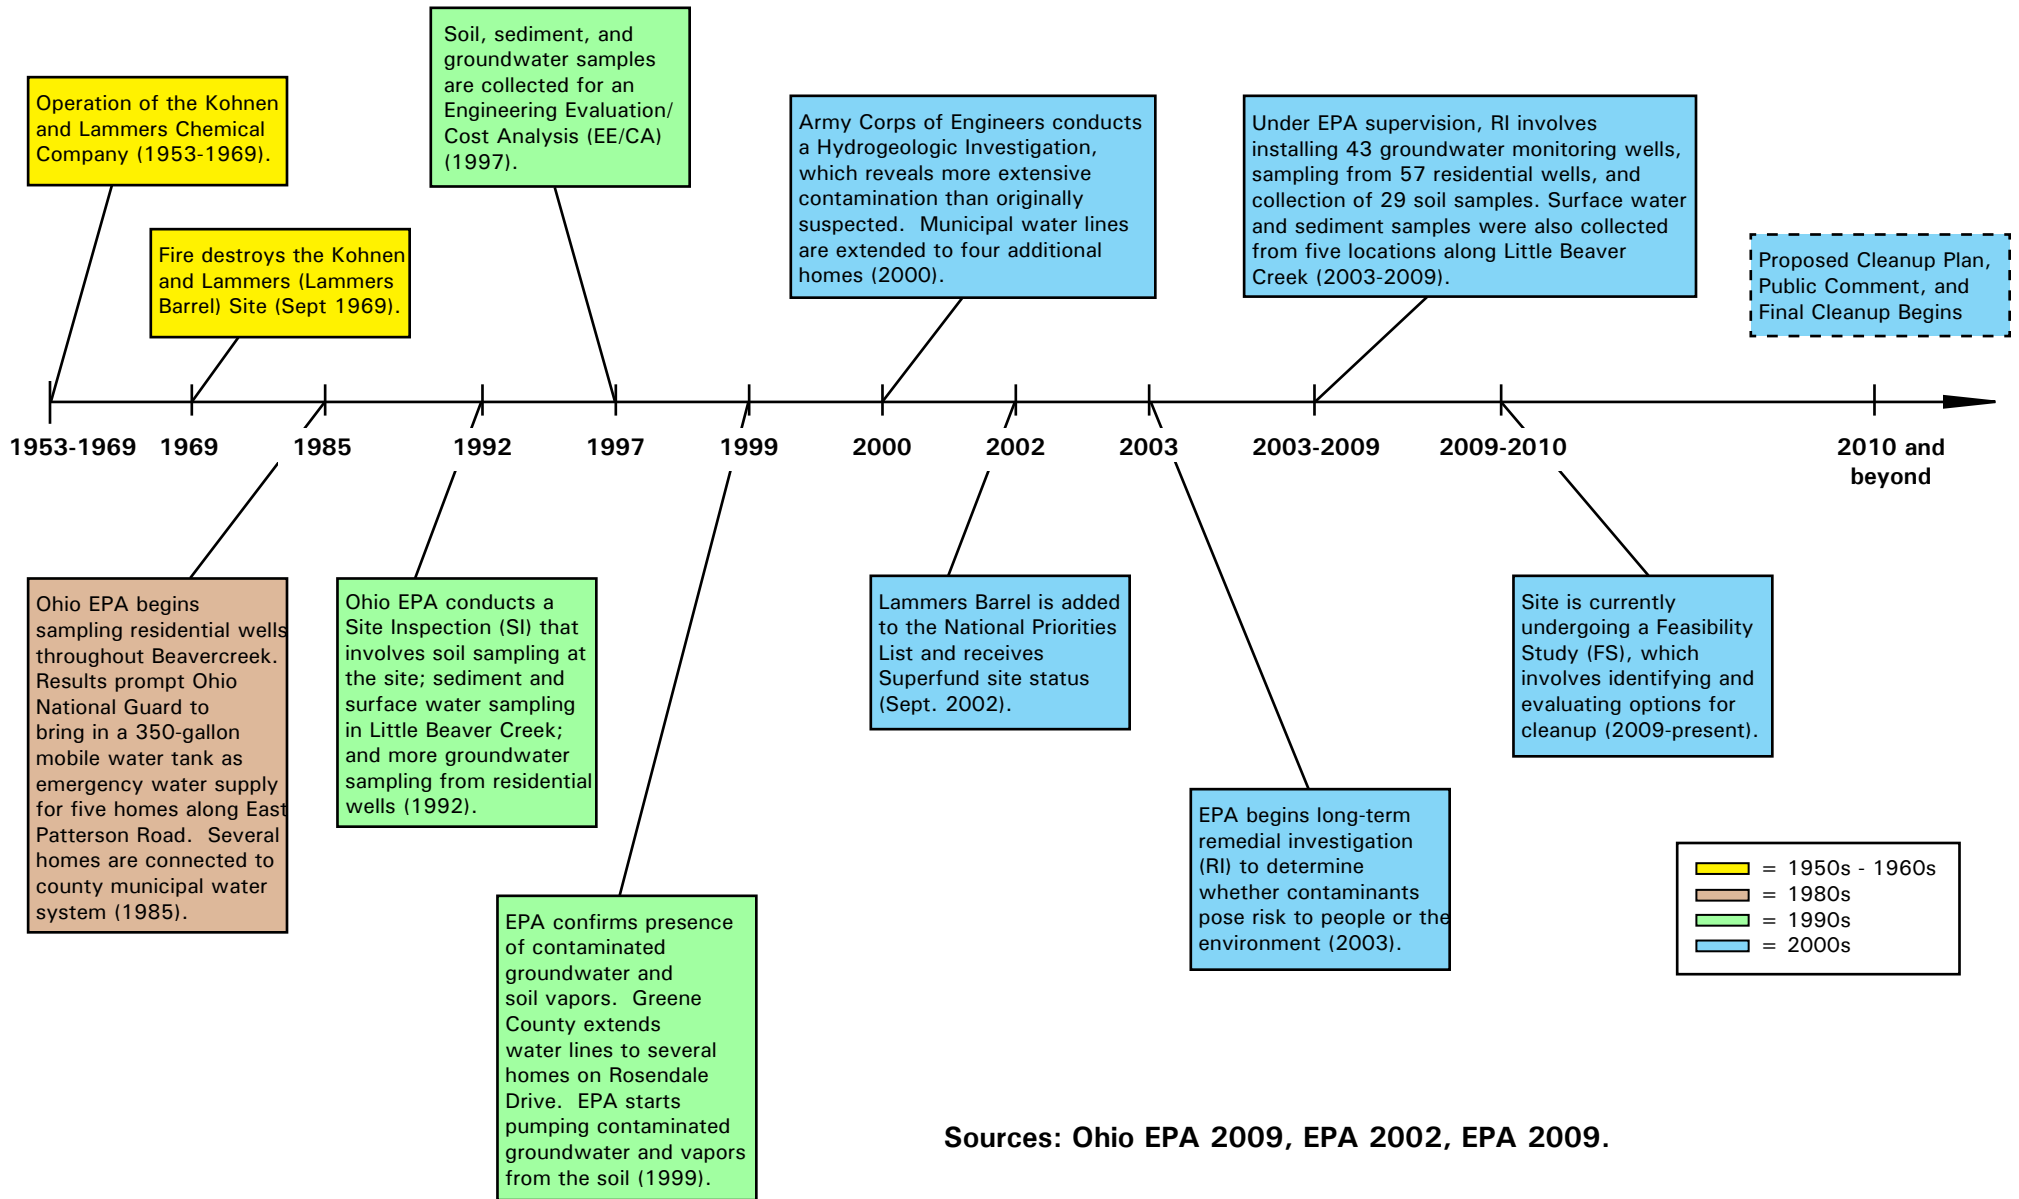 Operation of the Kohnen
and Lammers Chemical
Company (1953-1969).
Fire destroys the Kohnen
and Lammers (Lammers
Barrel) Site (Sept 1969).
Soil, sediment, and
groundwater samples
are collected for an
Engineering Evaluation/
Cost Analysis (EE/CA)
(1997).
Army Corps of Engineers conducts
a Hydrogeologic Investigation,
which reveals more extensive
contamination than originally
suspected.  Municipal water lines
are extended to four additional
homes (2000).
Under EPA supervision, RI involves
installing 43 groundwater monitoring wells,
sampling from 57 residential wells, and
collection of 29 soil samples. Surface water
and sediment samples were also collected
from five locations along Little Beaver
Creek (2003-2009).
Proposed Cleanup Plan,
Public Comment, and
Final Cleanup Begins
1953-1969 1969 1985 1992 1997 1999 2000 2002 2003 2003-2009 2009-2010 2010 and
beyond
Ohio EPA begins
sampling residential wells
throughout Beavercreek.
Results prompt Ohio
National Guard to
bring in a 350-gallon
mobile water tank as
emergency water supply
for five homes along East
Patterson Road.  Several
homes are connected to
county municipal water
system (1985).
Ohio EPA conducts a
Site Inspection (SI) that
involves soil sampling at
the site; sediment and
surface water sampling
in Little Beaver Creek;
and more groundwater
sampling from residential
wells (1992).
EPA confirms presence
of contaminated
groundwater and
soil vapors.  Greene
County extends
water lines to several
homes on Rosendale
Drive.  EPA starts
pumping contaminated
groundwater and vapors
from the soil (1999).
Lammers Barrel is added
to the National Priorities
List and receives
Superfund site status
(Sept. 2002).
EPA begins long-term
remedial investigation
(RI) to determine
whether contaminants
pose risk to people or the
environment (2003).
Site is currently
undergoing a Feasibility
Study (FS), which
involves identifying and
evaluating options for
cleanup (2009-present).
= 1950s - 1960s
= 1980s
= 1990s
= 2000s
Sources: Ohio EPA 2009, EPA 2002, EPA 2009.